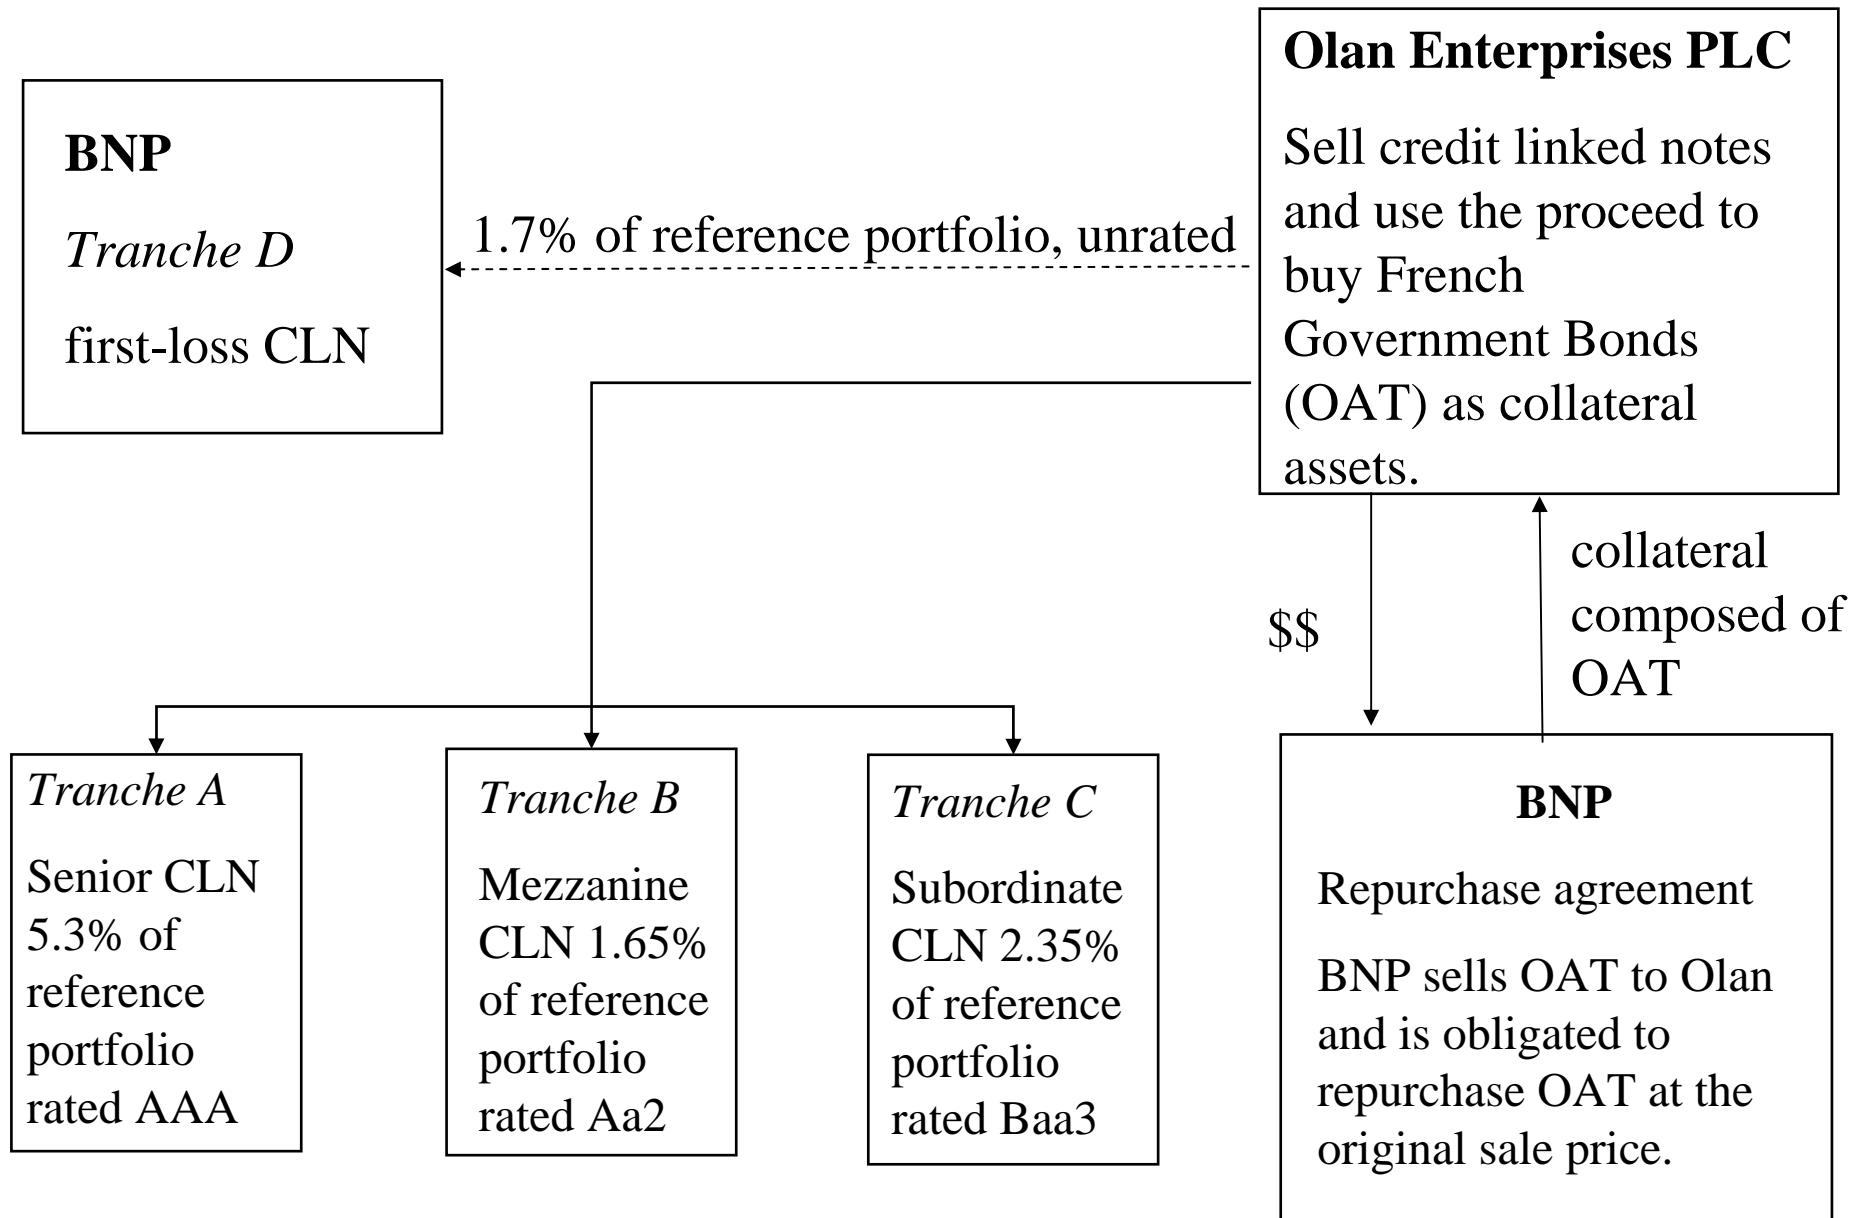 Olan Enterprises PLC
Sell credit linked notes
and use the proceed to
buy French
Government Bonds
(OAT) as collateral
assets.
BNP
Tranche D
first-loss CLN
1.7% of reference portfolio, unrated
$$
collateral
composed of
OAT
Tranche A
Senior CLN
5.3% of
reference
portfolio
rated AAA
Tranche B
Mezzanine
CLN 1.65%
of reference
portfolio
rated Aa2
Tranche C
Subordinate
CLN 2.35%
of reference
portfolio
rated Baa3
BNP
Repurchase agreement
BNP sells OAT to Olan
and is obligated to
repurchase OAT at the
original sale price.